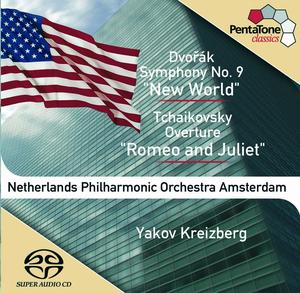 PentaTone
classics
Dvořák
Symphony No. 9
"New World"
Tchaikovsky
Overture
"Romeo and Juliet"
Netherlands Philharmonic Orchestra Amsterdam
Yakov Kreizberg
SUPER AUDIO CD